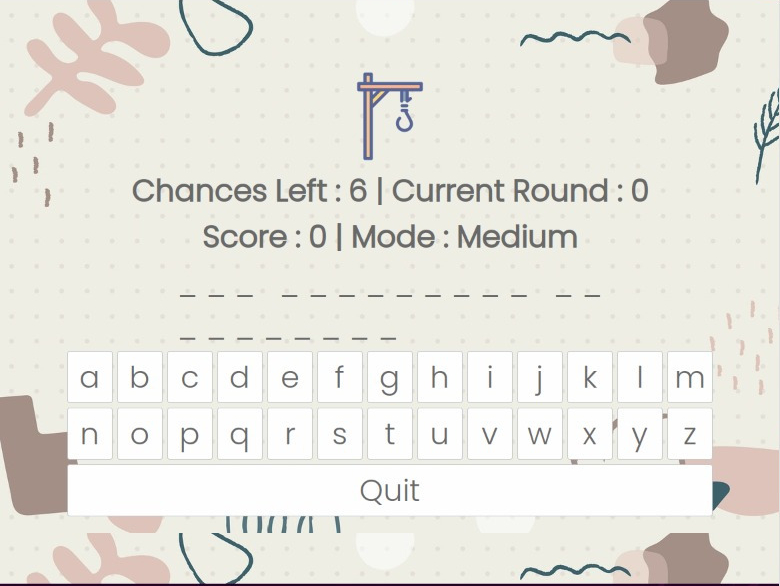 Chances Left : 6 | Current Round : 0
Score : 0 | Mode : Medium
_ _ _  _ _ _ _ _ _ _ _ _  _ _
_ _ _ _ _ _ _ _
a b c d e f g h i j k l m
n o p q r s t u v w x y z
Quit